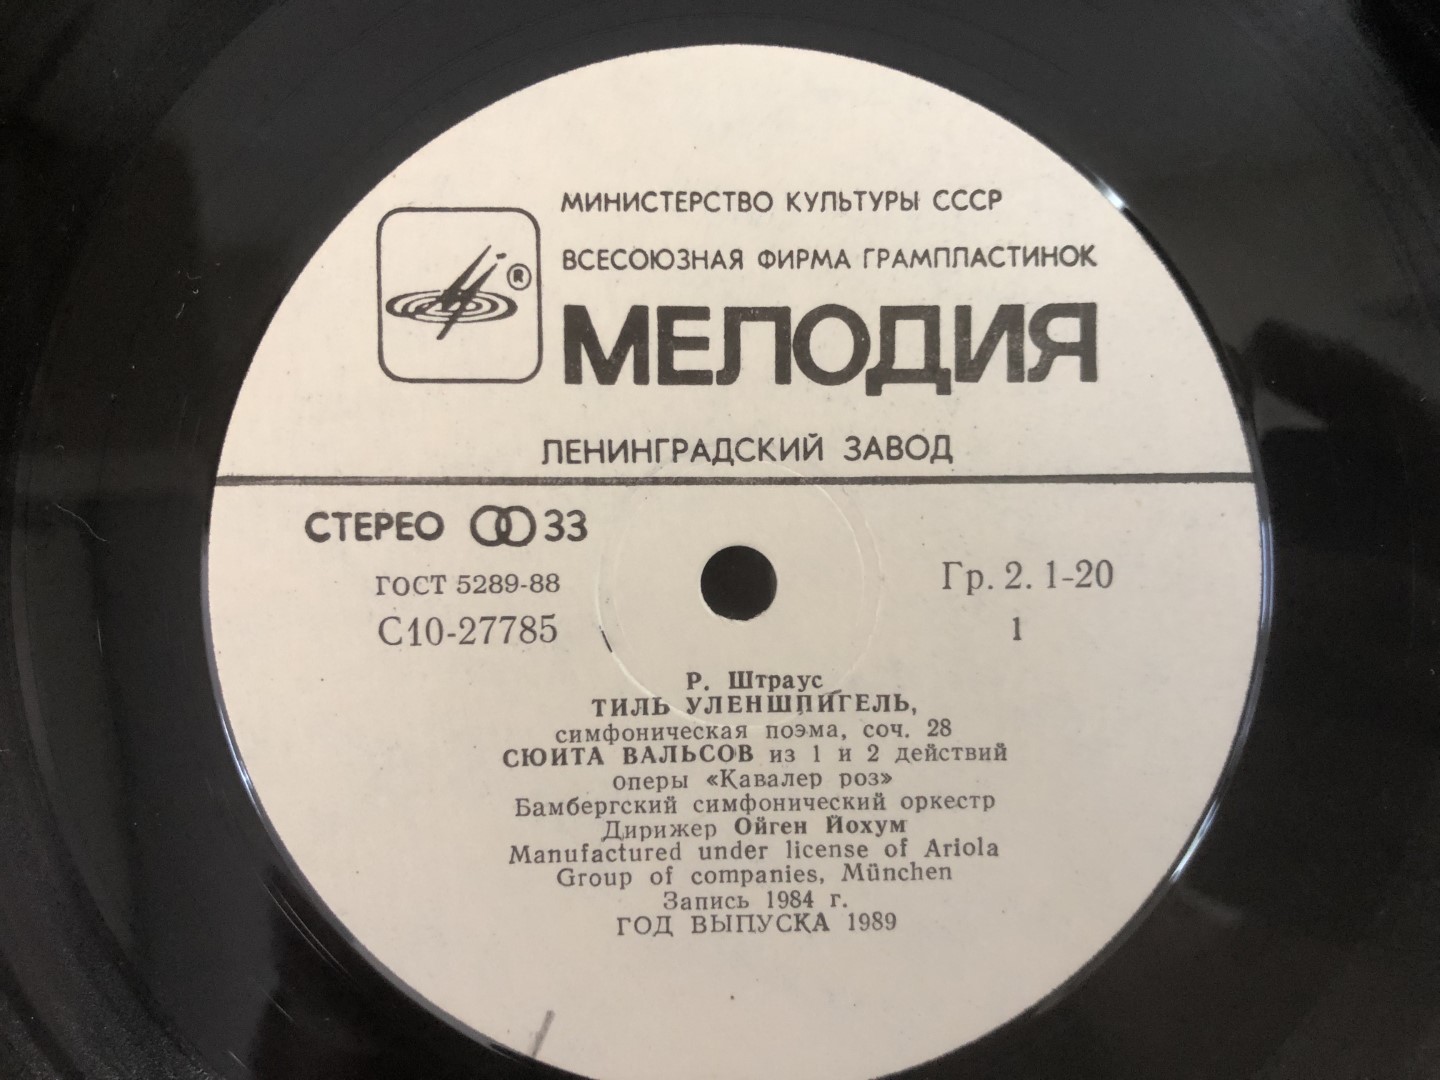 МИНИСТЕРСТВО КУЛЬТУРЫ СССР
ВСЕСОЮЗНАЯ ФИРМА ГРАМПЛАСТИНОК
®
МЕЛОДИЯ
ЛЕНИНГРАДСКИЙ ЗАВОД
СТЕРЕО 33
ГОСТ 5289-88
Гр. 2. 1-20
С10-27785
1
Р. Штраус
ТИЛЬ УЛЕНШПИГЕЛЬ,
симфоническая поэма, соч. 28
СЮИТА ВАЛЬСОВ из 1 и 2 действий
оперы «Кавалер роз»
Бамбергский симфонический оркестр
Дирижер Ойген Йохум
Manufactured under license of Ariola
Group of companies, München
Запись 1984 г.
ГОД ВЫПУСКА 1989